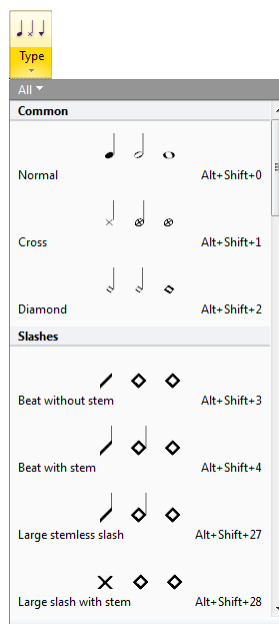 Type
All
Common
Normal Alt+Shift+0
Cross Alt+Shift+1
Diamond Alt+Shift+2
Slashes
Beat without stem Alt+Shift+3
Beat with stem Alt+Shift+4
Large stemless slash Alt+Shift+27
Large slash with stem Alt+Shift+28